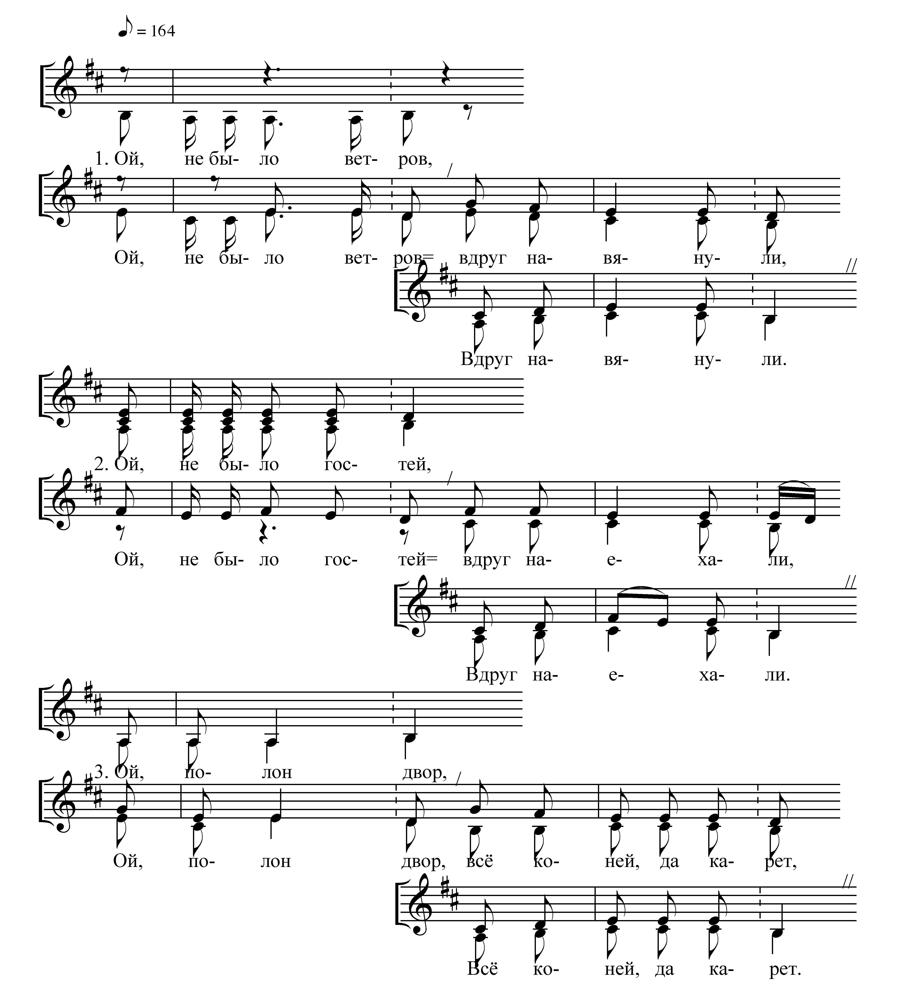 = 164
1. Ой, не бы- ло вет- ров,
Ой, не бы- ло вет- ров= вдруг на- вя- ну- ли,
Вдруг на- вя- ну- ли.
2. Ой, не бы- ло гос- тей,
Ой, не бы- ло гос- тей= вдруг на- е- ха- ли,
Вдруг на- е- ха- ли.
3. Ой, по- лон двор,
Ой, по- лон двор, всё ко- ней, да ка- рет,
Всё ко- ней, да ка- рет.